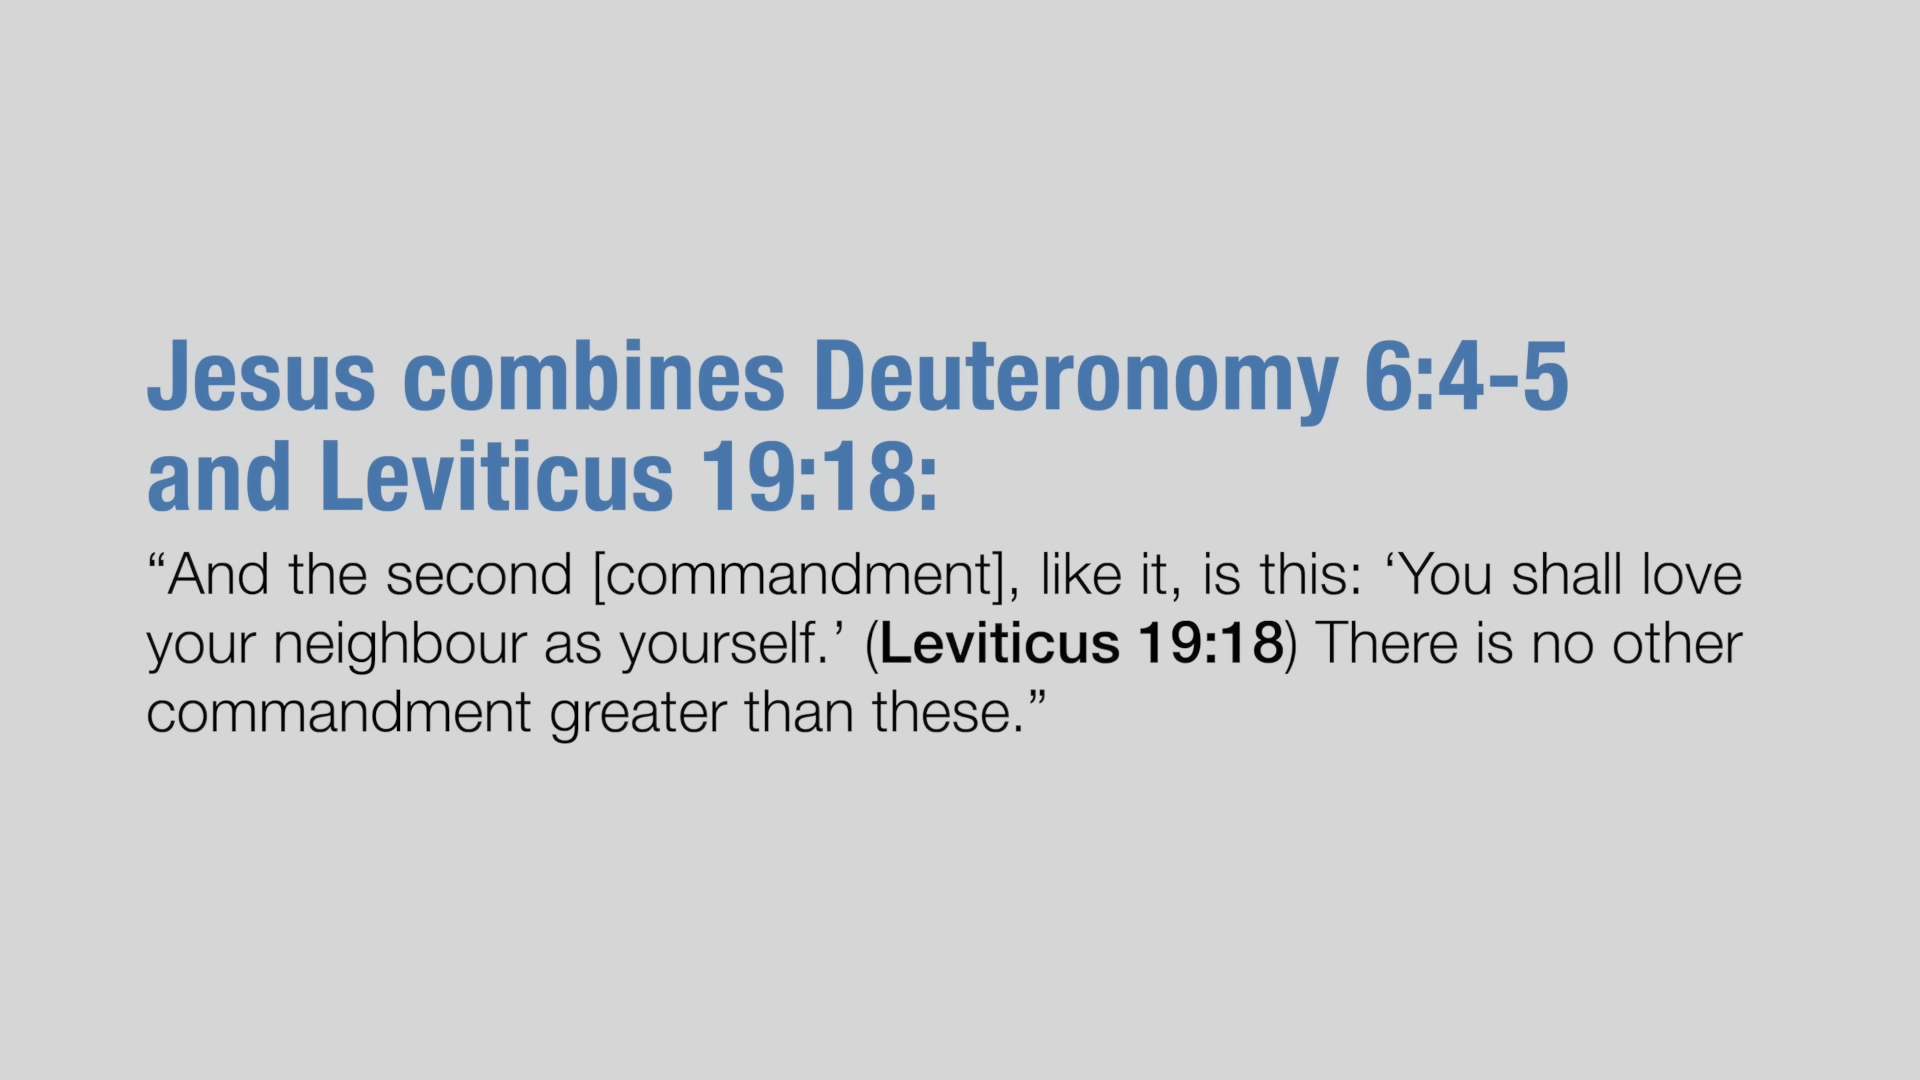 Jesus combines Deuteronomy 6:4-5
and Leviticus 19:18:
“And the second [commandment], like it, is this: ‘You shall love
your neighbour as yourself.’ (Leviticus 19:18) There is no other
commandment greater than these.”